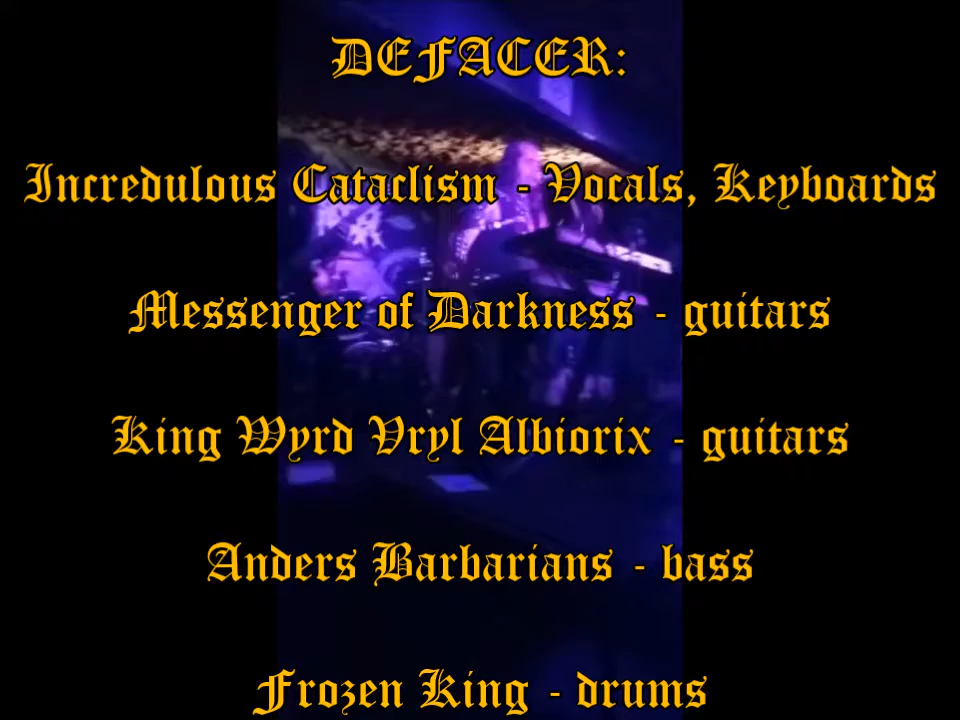 DEFACER:
Incredulous Cataclism - Vocals, Keyboards
Messenger of Darkness - guitars
King Wyrd Vryl Albiorix - guitars
Anders Barbarians - bass
Frozen King - drums